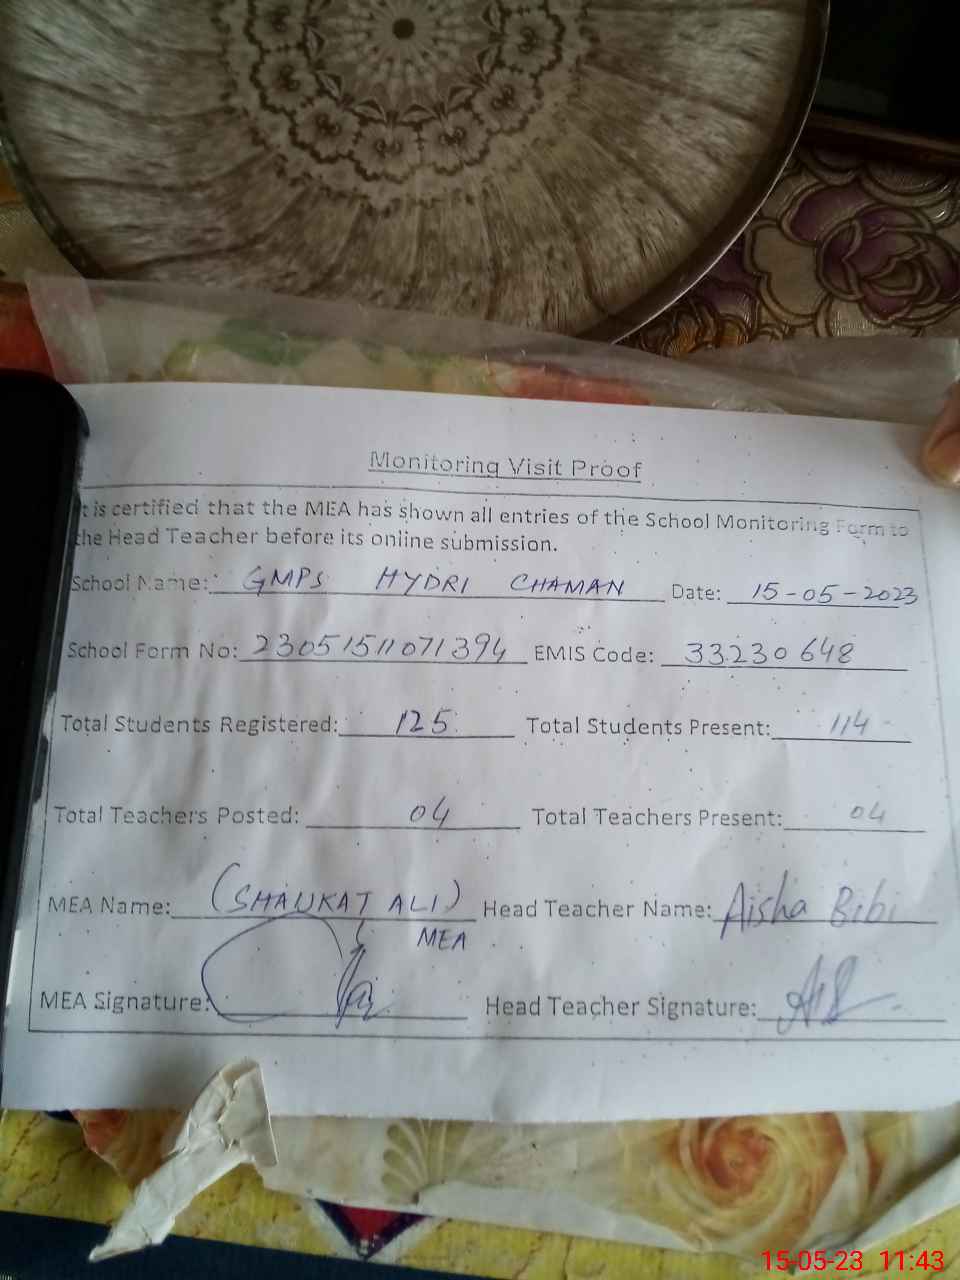 Monitoring Visit Proof
t is certified that the MEA has shown all entries of the School Monitoring Form to
the Head Teacher before its online submission.
School Name: GMPS HYDRI CHAMAN Date: 15-05-2023
School Form No: 23051511071394 EMIS Code: 33230648
Total Students Registered: 125 Total Students Present: 114
Total Teachers Posted: 04 Total Teachers Present: 04
MEA Name: (SHAUKAT ALI) Head Teacher Name: Aisha Bibi
MEA
MEA Signature: Head Teacher Signature:
15-05-23 11:43